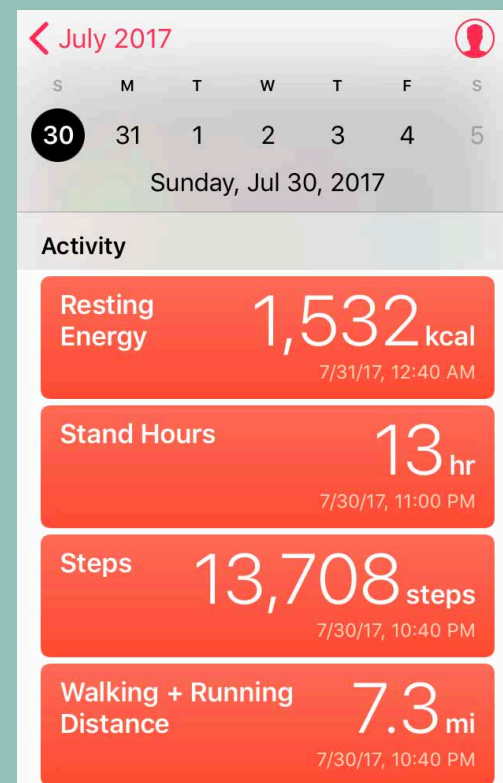 July 2017
S M T W T F S
30 31 1 2 3 4 5
Sunday, Jul 30, 2017
Activity
Resting
Energy
1,532 kcal
7/31/17, 12:40 AM
Stand Hours
13 hr
7/30/17, 11:00 PM
Steps
13,708 steps
7/30/17, 10:40 PM
Walking + Running
Distance
7.3 mi
7/30/17, 10:40 PM